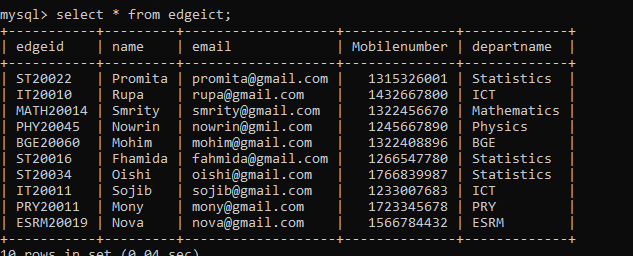 mysql> select * from edgeict;
+-----------+---------+-------------------+--------------+-------------+
| edgeid    | name    | email             | Mobilenumber | departname  |
+-----------+---------+-------------------+--------------+-------------+
| ST20022   | Promita | promita@gmail.com |   1315326001 | Statistics  |
| IT20010   | Rupa    | rupa@gmail.com    |   1432667800 | ICT         |
| MATH20014 | Smrity  | smrity@gmail.com  |   1322456670 | Mathematics |
| PHY20045  | Nowrin  | nowrin@gmil.com   |   1245667890 | Physics     |
| BGE20060  | Mohim   | mohim@gmail.com   |   1322408896 | BGE         |
| ST20016   | Fhamida | fahmida@gmail.com |   1266547780 | Statistics  |
| ST20034   | Oishi   | oishi@gmail.com   |   1766839987 | Statistics  |
| IT20011   | Sojib   | sojib@gmail.com   |   1233007683 | ICT         |
| PRY20011  | Mony    | mony@gmail.com    |   1723345678 | PRY         |
| ESRM20019 | Nova    | nova@gmail.com    |   1566784432 | ESRM        |
+-----------+---------+-------------------+--------------+-------------+
10 rows in set (0.04 sec)